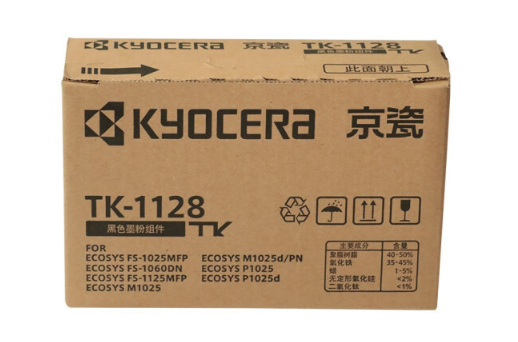 KYOCERA 京瓷 TK-1128
此面朝上
KYOCERA 京瓷
TK-1128
黑色墨粉组件 TK
FOR
ECOSYS FS-1025MFP ECOSYS M1025d/PN
ECOSYS FS-1060DN ECOSYS P1025
ECOSYS FS-1125MFP ECOSYS P1025d
ECOSYS M1025
主要成分 含量
聚酯树脂 40-50%
氧化铁 35-45%
蜡 1-5%
无定形氧化硅 <2%
二氧化钛 <1%